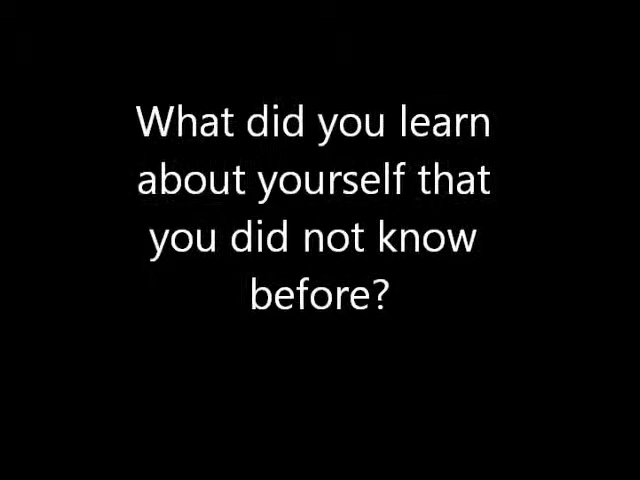 What did you learn
about yourself that
you did not know
before?